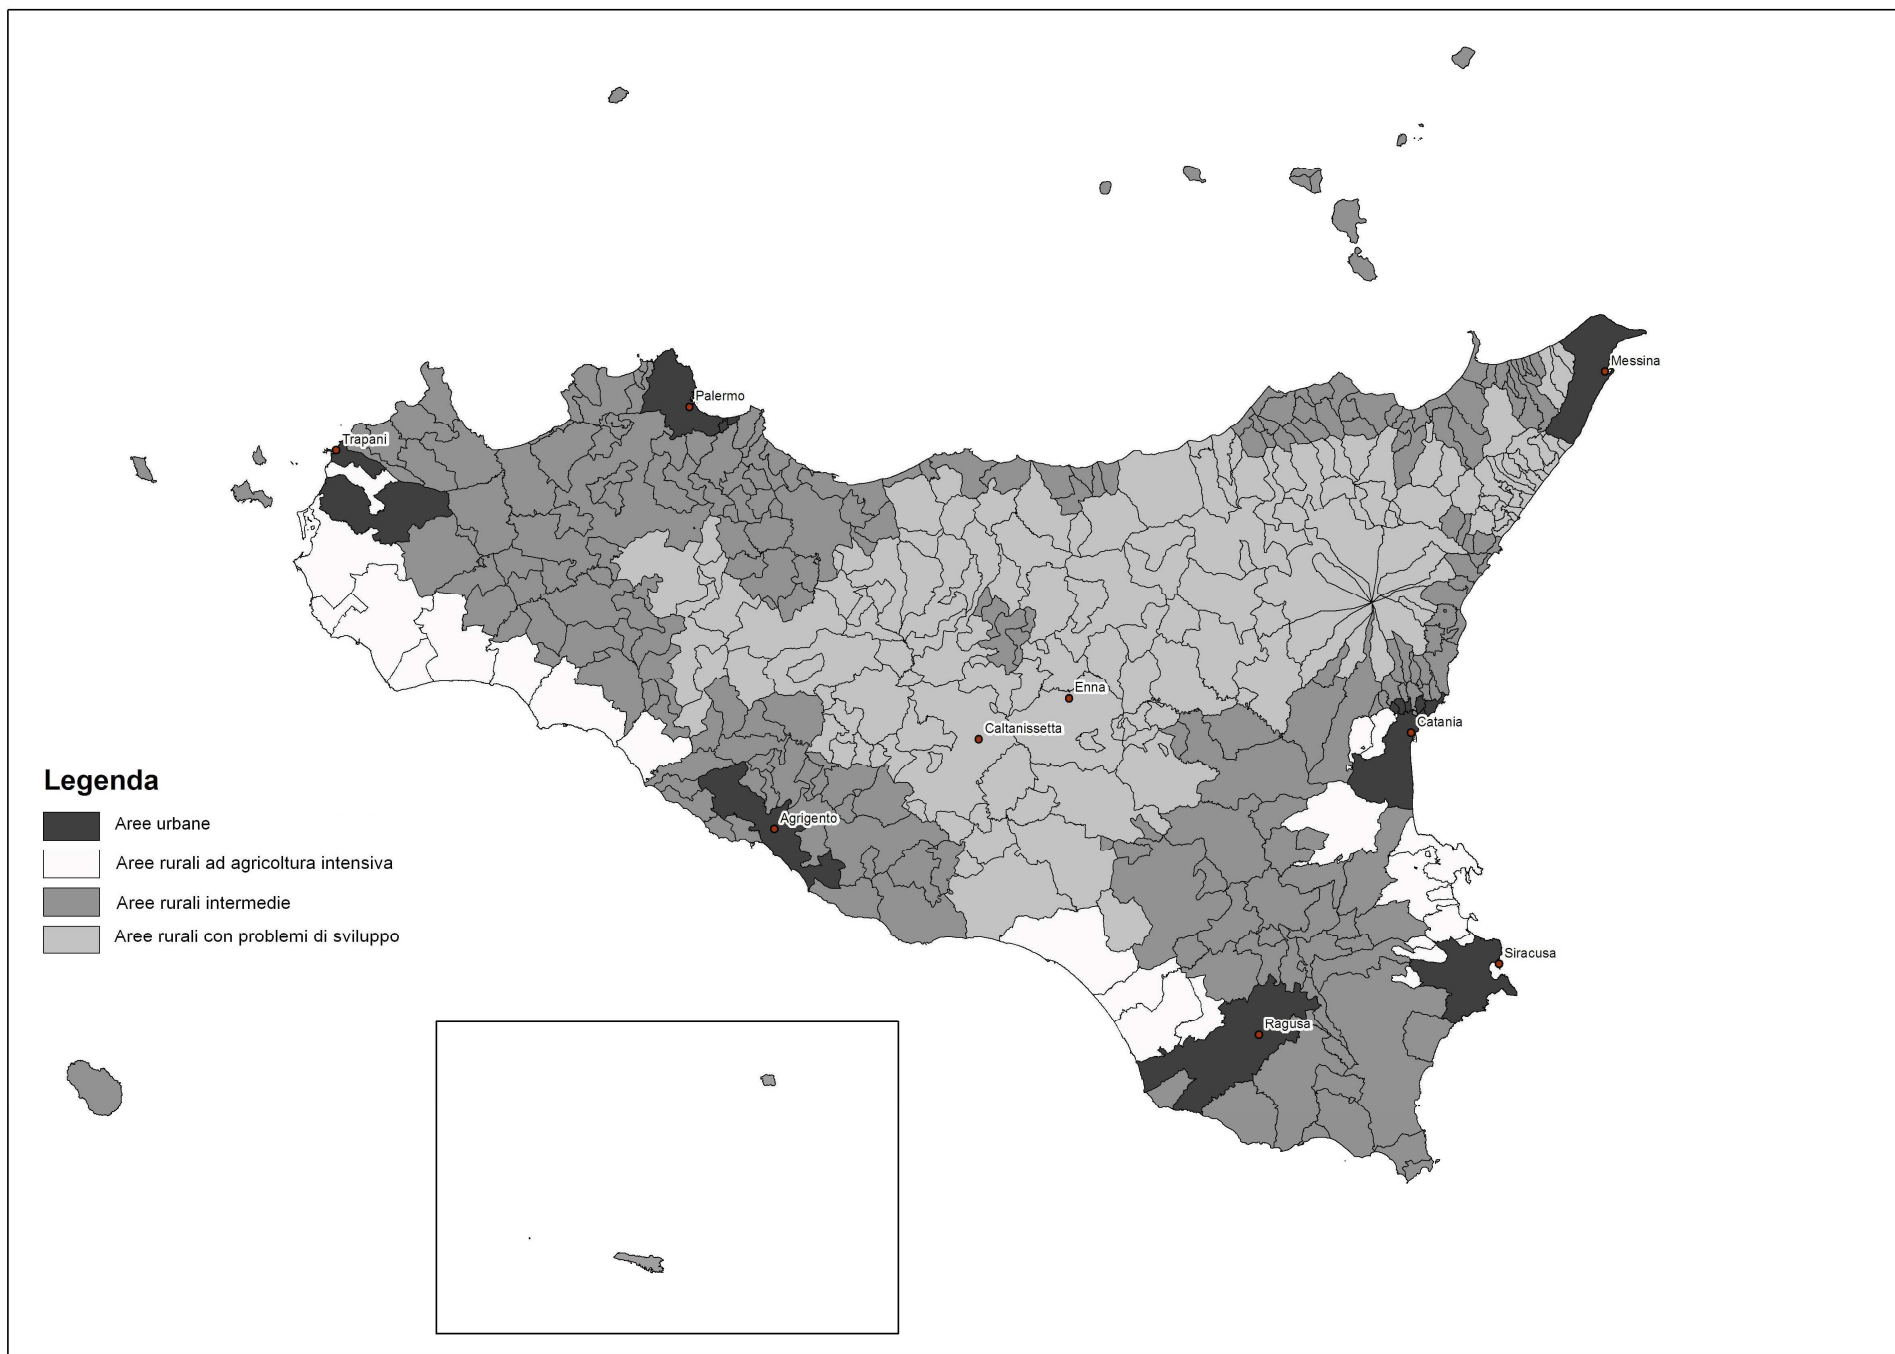 Messina
Palermo
Trapani
Enna
Catania
Caltanissetta
Legenda
Aree urbane
Agrigento
Aree rurali ad agricoltura intensiva
Aree rurali intermedie
Aree rurali con problemi di sviluppo
Siracusa
Ragusa